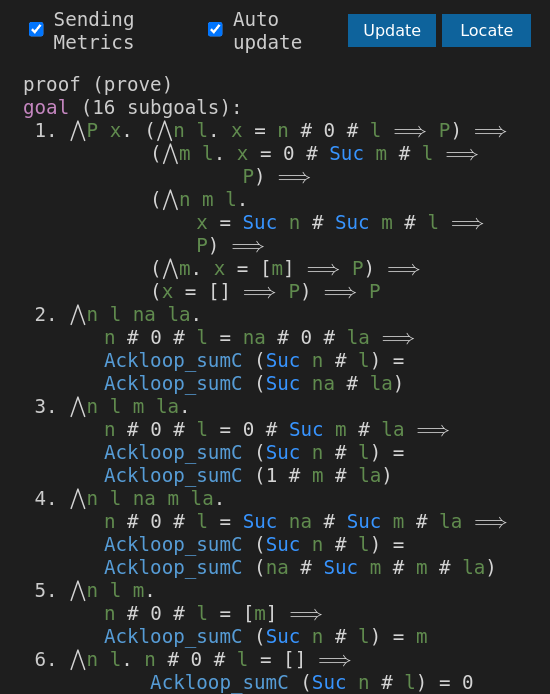 Sending Metrics
Auto update
Update
Locate
proof (prove)
goal (16 subgoals):
1. ⋀P x. (⋀n l. x = n # 0 # l ⟹ P) ⟹
(⋀m l. x = 0 # Suc m # l ⟹
P) ⟹
(⋀n m l.
x = Suc n # Suc m # l ⟹
P) ⟹
(⋀m. x = [m] ⟹ P) ⟹
(x = [] ⟹ P) ⟹ P
2. ⋀n l na la.
n # 0 # l = na # 0 # la ⟹
Ackloop_sumC (Suc n # l) =
Ackloop_sumC (Suc na # la)
3. ⋀n l m la.
n # 0 # l = 0 # Suc m # la ⟹
Ackloop_sumC (Suc n # l) =
Ackloop_sumC (1 # m # la)
4. ⋀n l na m la.
n # 0 # l = Suc na # Suc m # la ⟹
Ackloop_sumC (Suc n # l) =
Ackloop_sumC (na # Suc m # m # la)
5. ⋀n l m.
n # 0 # l = [m] ⟹
Ackloop_sumC (Suc n # l) = m
6. ⋀n l. n # 0 # l = [] ⟹
Ackloop_sumC (Suc n # l) = 0